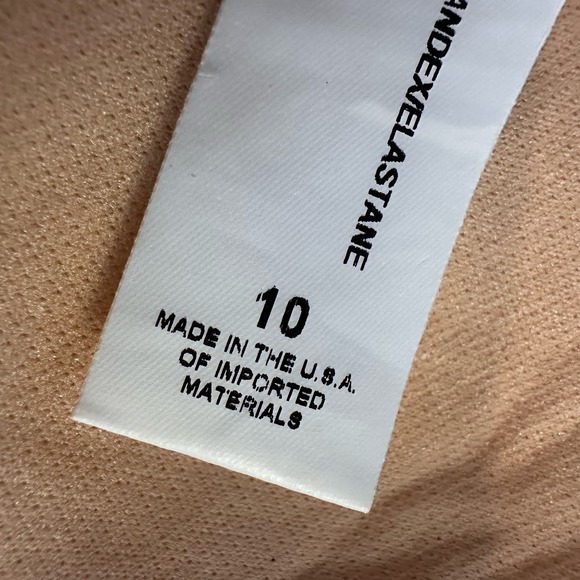 ANDEX/ELASTANE
10
MADE IN THE U.S.A.
OF IMPORTED
MATERIALS